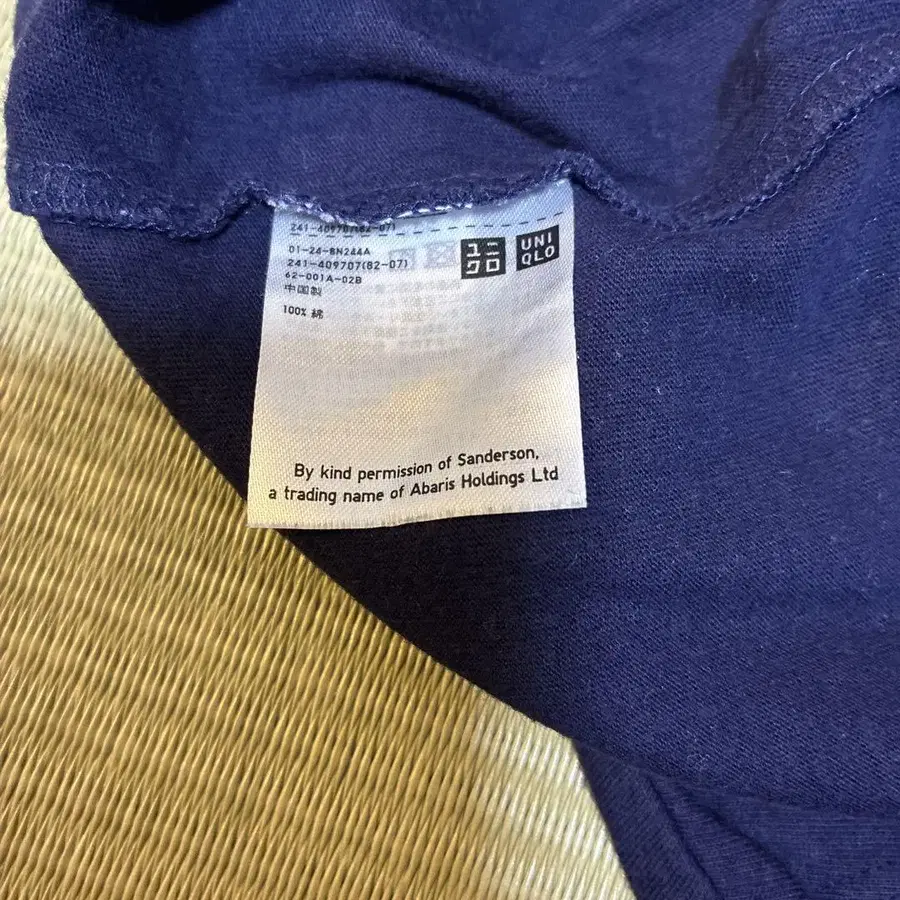 241-409707(82-07)
01-24-BN244A
241-409707(82-07)
62-001A-02B
中国製
100% 綿
ユニ
クロ
UNI
QLO
By kind permission of Sanderson,
a trading name of Abaris Holdings Ltd